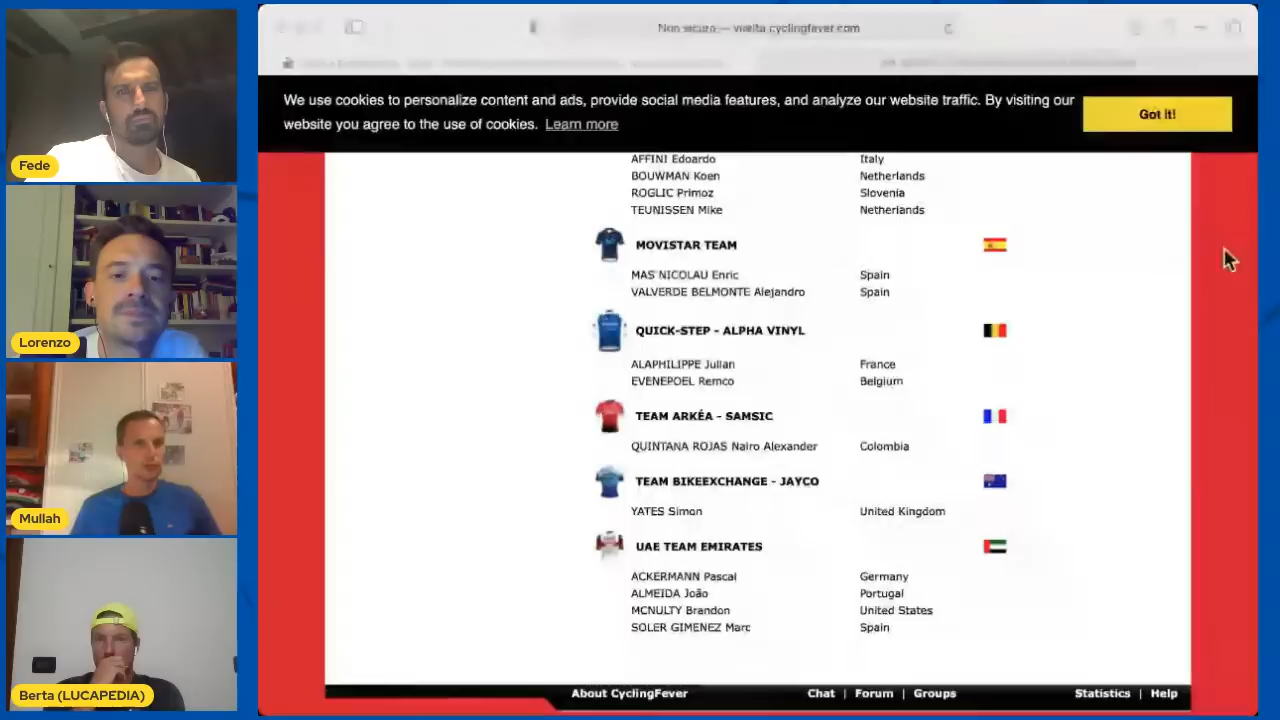 Fede
Lorenzo
Mullah
Berta (LUCAPEDIA)
Non sicuro — vuelta.cyclingfever.com
We use cookies to personalize content and ads, provide social media features, and analyze our website traffic. By visiting our
website you agree to the use of cookies. Learn more
Got it!
AFFINI Edoardo Italy
BOUWMAN Koen Netherlands
ROGLIC Primoz Slovenia
TEUNISSEN Mike Netherlands
MOVISTAR TEAM
MAS NICOLAU Enric Spain
VALVERDE BELMONTE Alejandro Spain
QUICK-STEP - ALPHA VINYL
ALAPHILIPPE Julian France
EVENEPOEL Remco Belgium
TEAM ARKÉA - SAMSIC
QUINTANA ROJAS Nairo Alexander Colombia
TEAM BIKEEXCHANGE - JAYCO
YATES Simon United Kingdom
UAE TEAM EMIRATES
ACKERMANN Pascal Germany
ALMEIDA João Portugal
MCNULTY Brandon United States
SOLER GIMENEZ Marc Spain
About CyclingFever Chat | Forum | Groups Statistics | Help